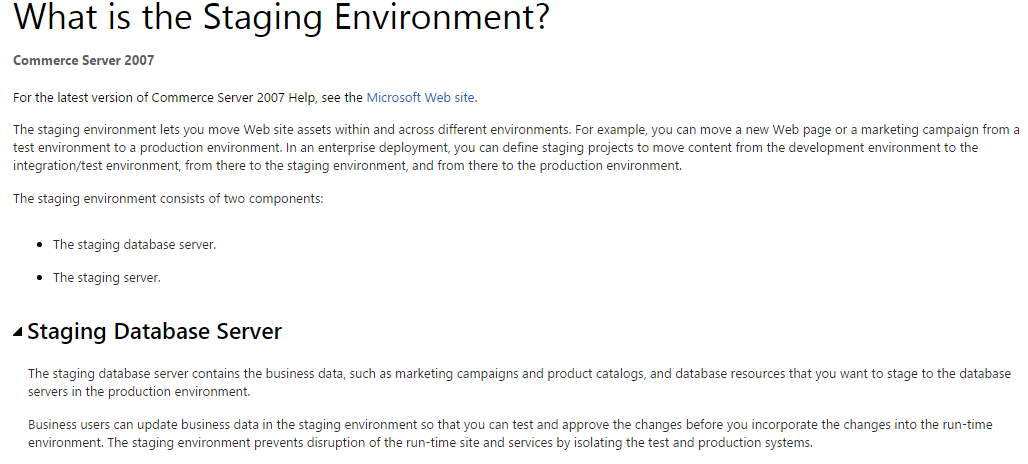 What is the Staging Environment?
Commerce Server 2007
For the latest version of Commerce Server 2007 Help, see the Microsoft Web site.
The staging environment lets you move Web site assets within and across different environments. For example, you can move a new Web page or a marketing campaign from a
test environment to a production environment. In an enterprise deployment, you can define staging projects to move content from the development environment to the
integration/test environment, from there to the staging environment, and from there to the production environment.
The staging environment consists of two components:
• The staging database server.
• The staging server.
Staging Database Server
The staging database server contains the business data, such as marketing campaigns and product catalogs, and database resources that you want to stage to the database
servers in the production environment.
Business users can update business data in the staging environment so that you can test and approve the changes before you incorporate the changes into the run-time
environment. The staging environment prevents disruption of the run-time site and services by isolating the test and production systems.